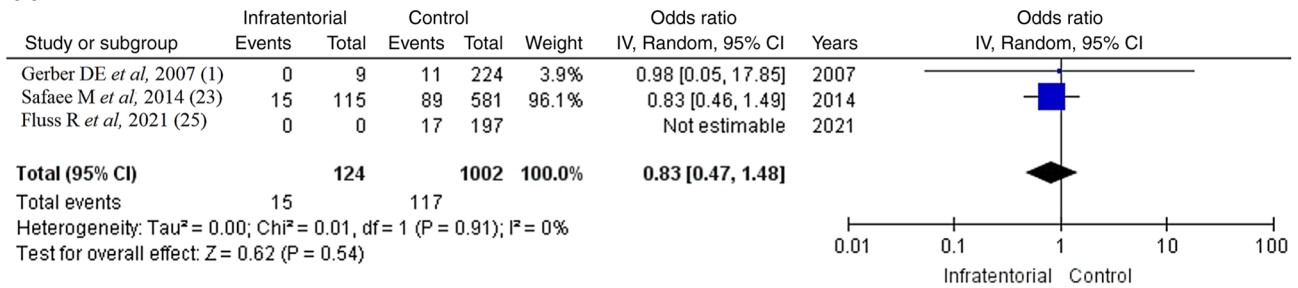 Infratentorial Control Odds ratio Odds ratio
Study or subgroup Events Total Events Total Weight IV, Random, 95% CI Years IV, Random, 95% CI
Gerber DE et al, 2007 (1) 0 9 11 224 3.9% 0.98 [0.05, 17.85] 2007
Safaee M et al, 2014 (23) 15 115 89 581 96.1% 0.83 [0.46, 1.49] 2014
Fluss R et al, 2021 (25) 0 0 17 197 Not estimable 2021
Total (95% CI) 124 1002 100.0% 0.83 [0.47, 1.48]
Total events 15 117
Heterogeneity: Tau² = 0.00; Chi² = 0.01, df = 1 (P = 0.91); I² = 0%
Test for overall effect: Z = 0.62 (P = 0.54)
0.01 0.1 1 10 100
Infratentorial Control